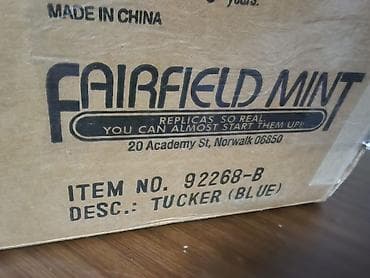 years.
MADE IN CHINA
FAIRFIELD MINT
REPLICAS SO REAL,
YOU CAN ALMOST START THEM UP!
20 Academy St, Norwalk 06850
ITEM NO. 92268-B
DESC.: TUCKER (BLUE)